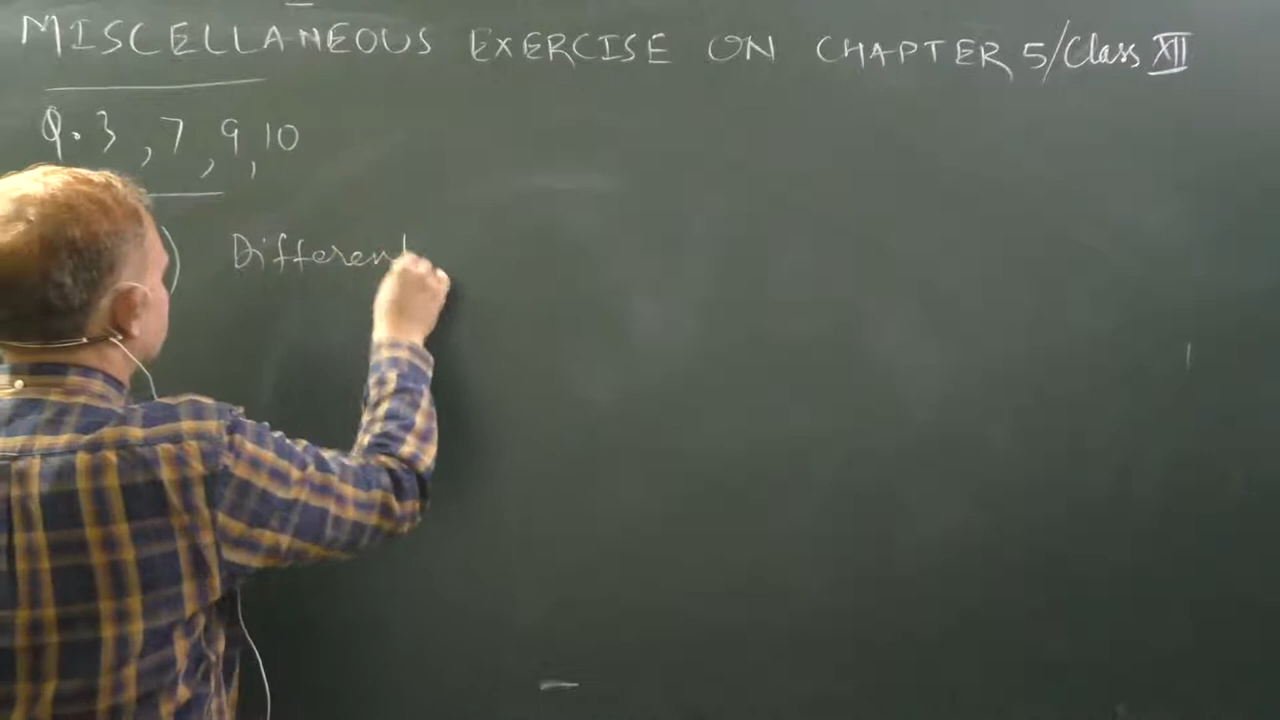 MISCELLANEOUS EXERCISE ON CHAPTER 5/Class XII
Q. 3, 7, 9, 10
Different